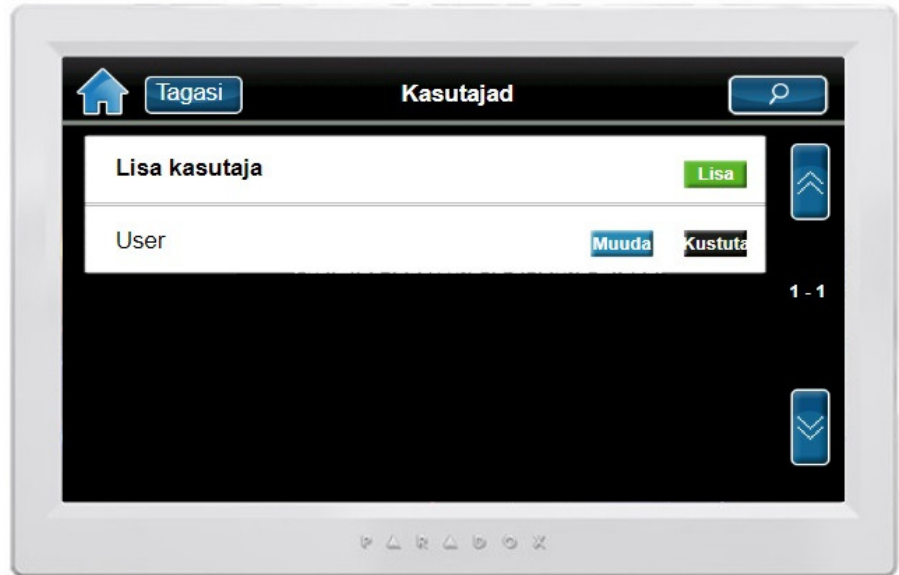 Tagasi
Kasutajad
Lisa kasutaja
Lisa
User
Muuda
Kustuta
1 - 1
PARADOX